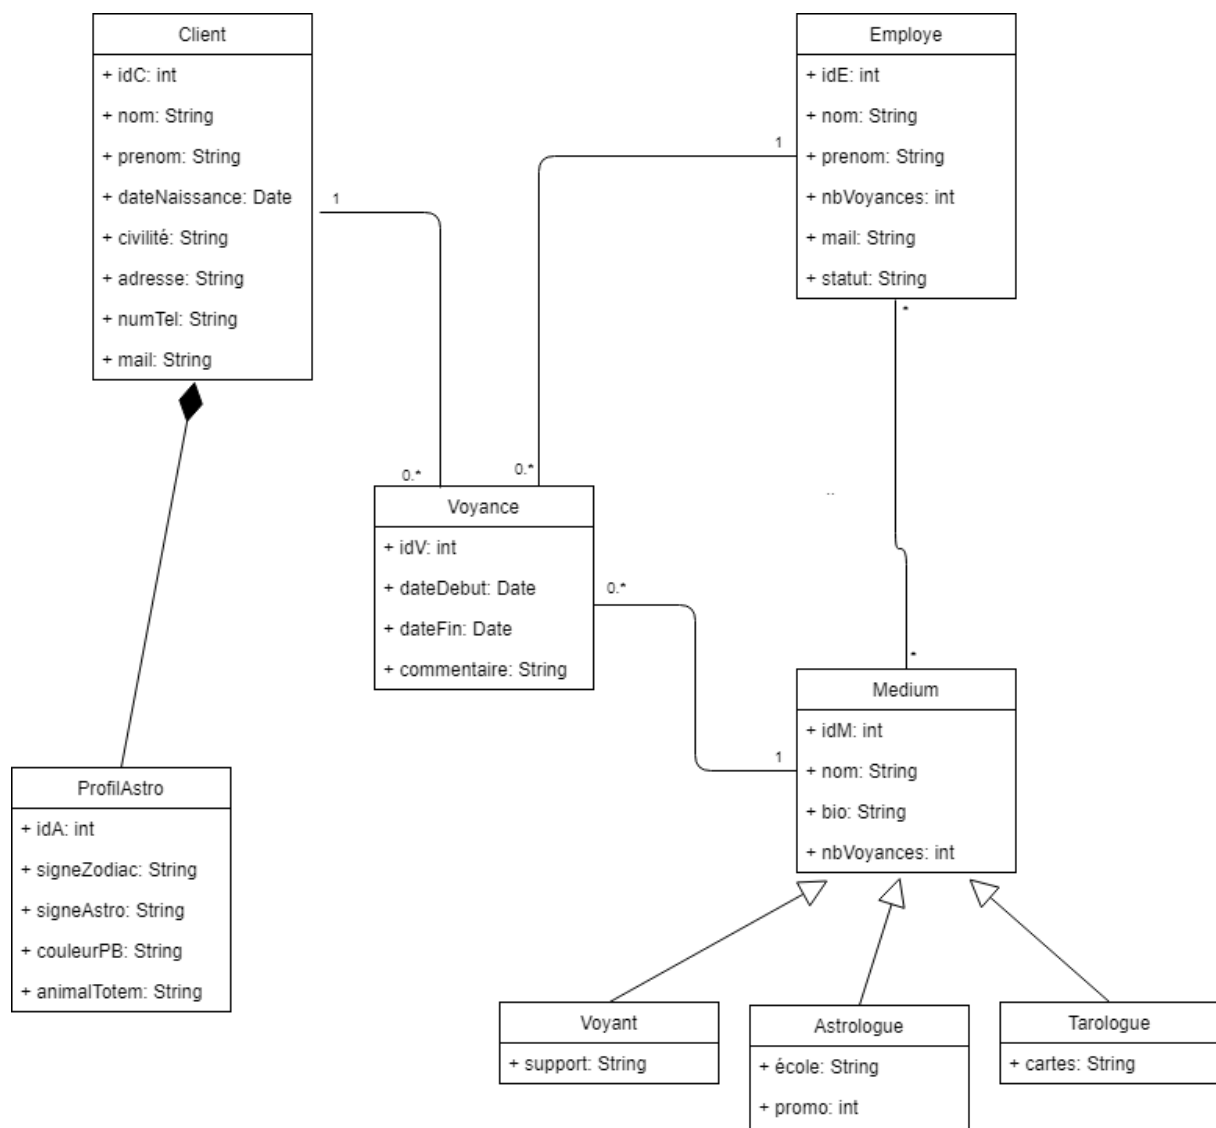 Client
+ idC: int
+ nom: String
+ prenom: String
+ dateNaissance: Date
+ civilité: String
+ adresse: String
+ numTel: String
+ mail: String
Employe
+ idE: int
+ nom: String
+ prenom: String
+ nbVoyances: int
+ mail: String
+ statut: String
1
1
*
0.*
0.*
..
Voyance
+ idV: int
+ dateDebut: Date
+ dateFin: Date
+ commentaire: String
0.*
*
1
Medium
+ idM: int
+ nom: String
+ bio: String
+ nbVoyances: int
ProfilAstro
+ idA: int
+ signeZodiac: String
+ signeAstro: String
+ couleurPB: String
+ animalTotem: String
Voyant
+ support: String
Astrologue
+ école: String
+ promo: int
Tarologue
+ cartes: String